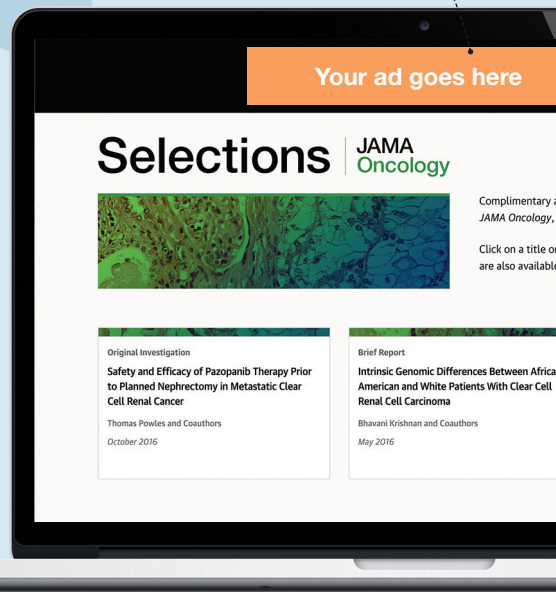 Your ad goes here
Selections
JAMA
Oncology
Complimentary a
JAMA Oncology,
Click on a title o
are also available
Original Investigation
Safety and Efficacy of Pazopanib Therapy Prior
to Planned Nephrectomy in Metastatic Clear
Cell Renal Cancer
Thomas Powles and Coauthors
October 2016
Brief Report
Intrinsic Genomic Differences Between Africa
American and White Patients With Clear Cell
Renal Cell Carcinoma
Bhavani Krishnan and Coauthors
May 2016